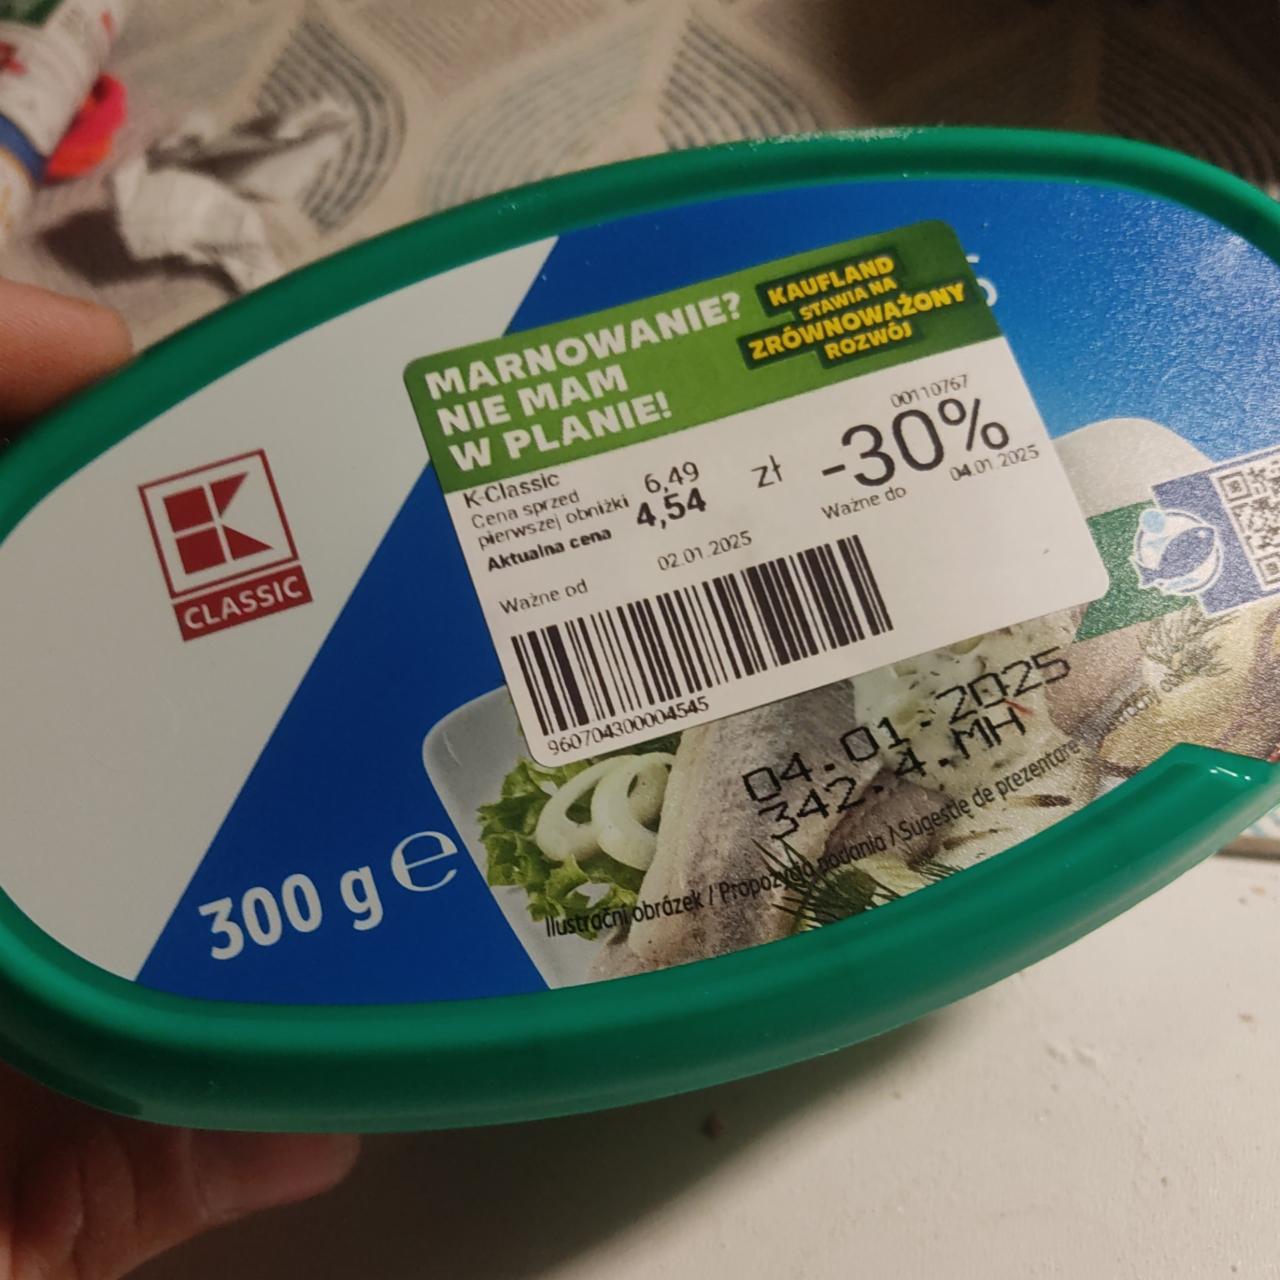 MARNOWANIE?
NIE MAM
W PLANIE!
KAUFLAND
STAWIA NA
ZRÓWNOWAŻONY
ROZWÓJ
00110767
K-Classic
Cena sprzed
pierwszej obniżki 6,49
Aktualna cena 4,54
zł
-30%
Ważne od 02.01.2025
Ważne do 04.01.2025
960704300004545
K
CLASSIC
300 g e
04.01.2025
342.4.MH
Ilustrační obrázek / Propozycja podania / Sugestie de prezentare